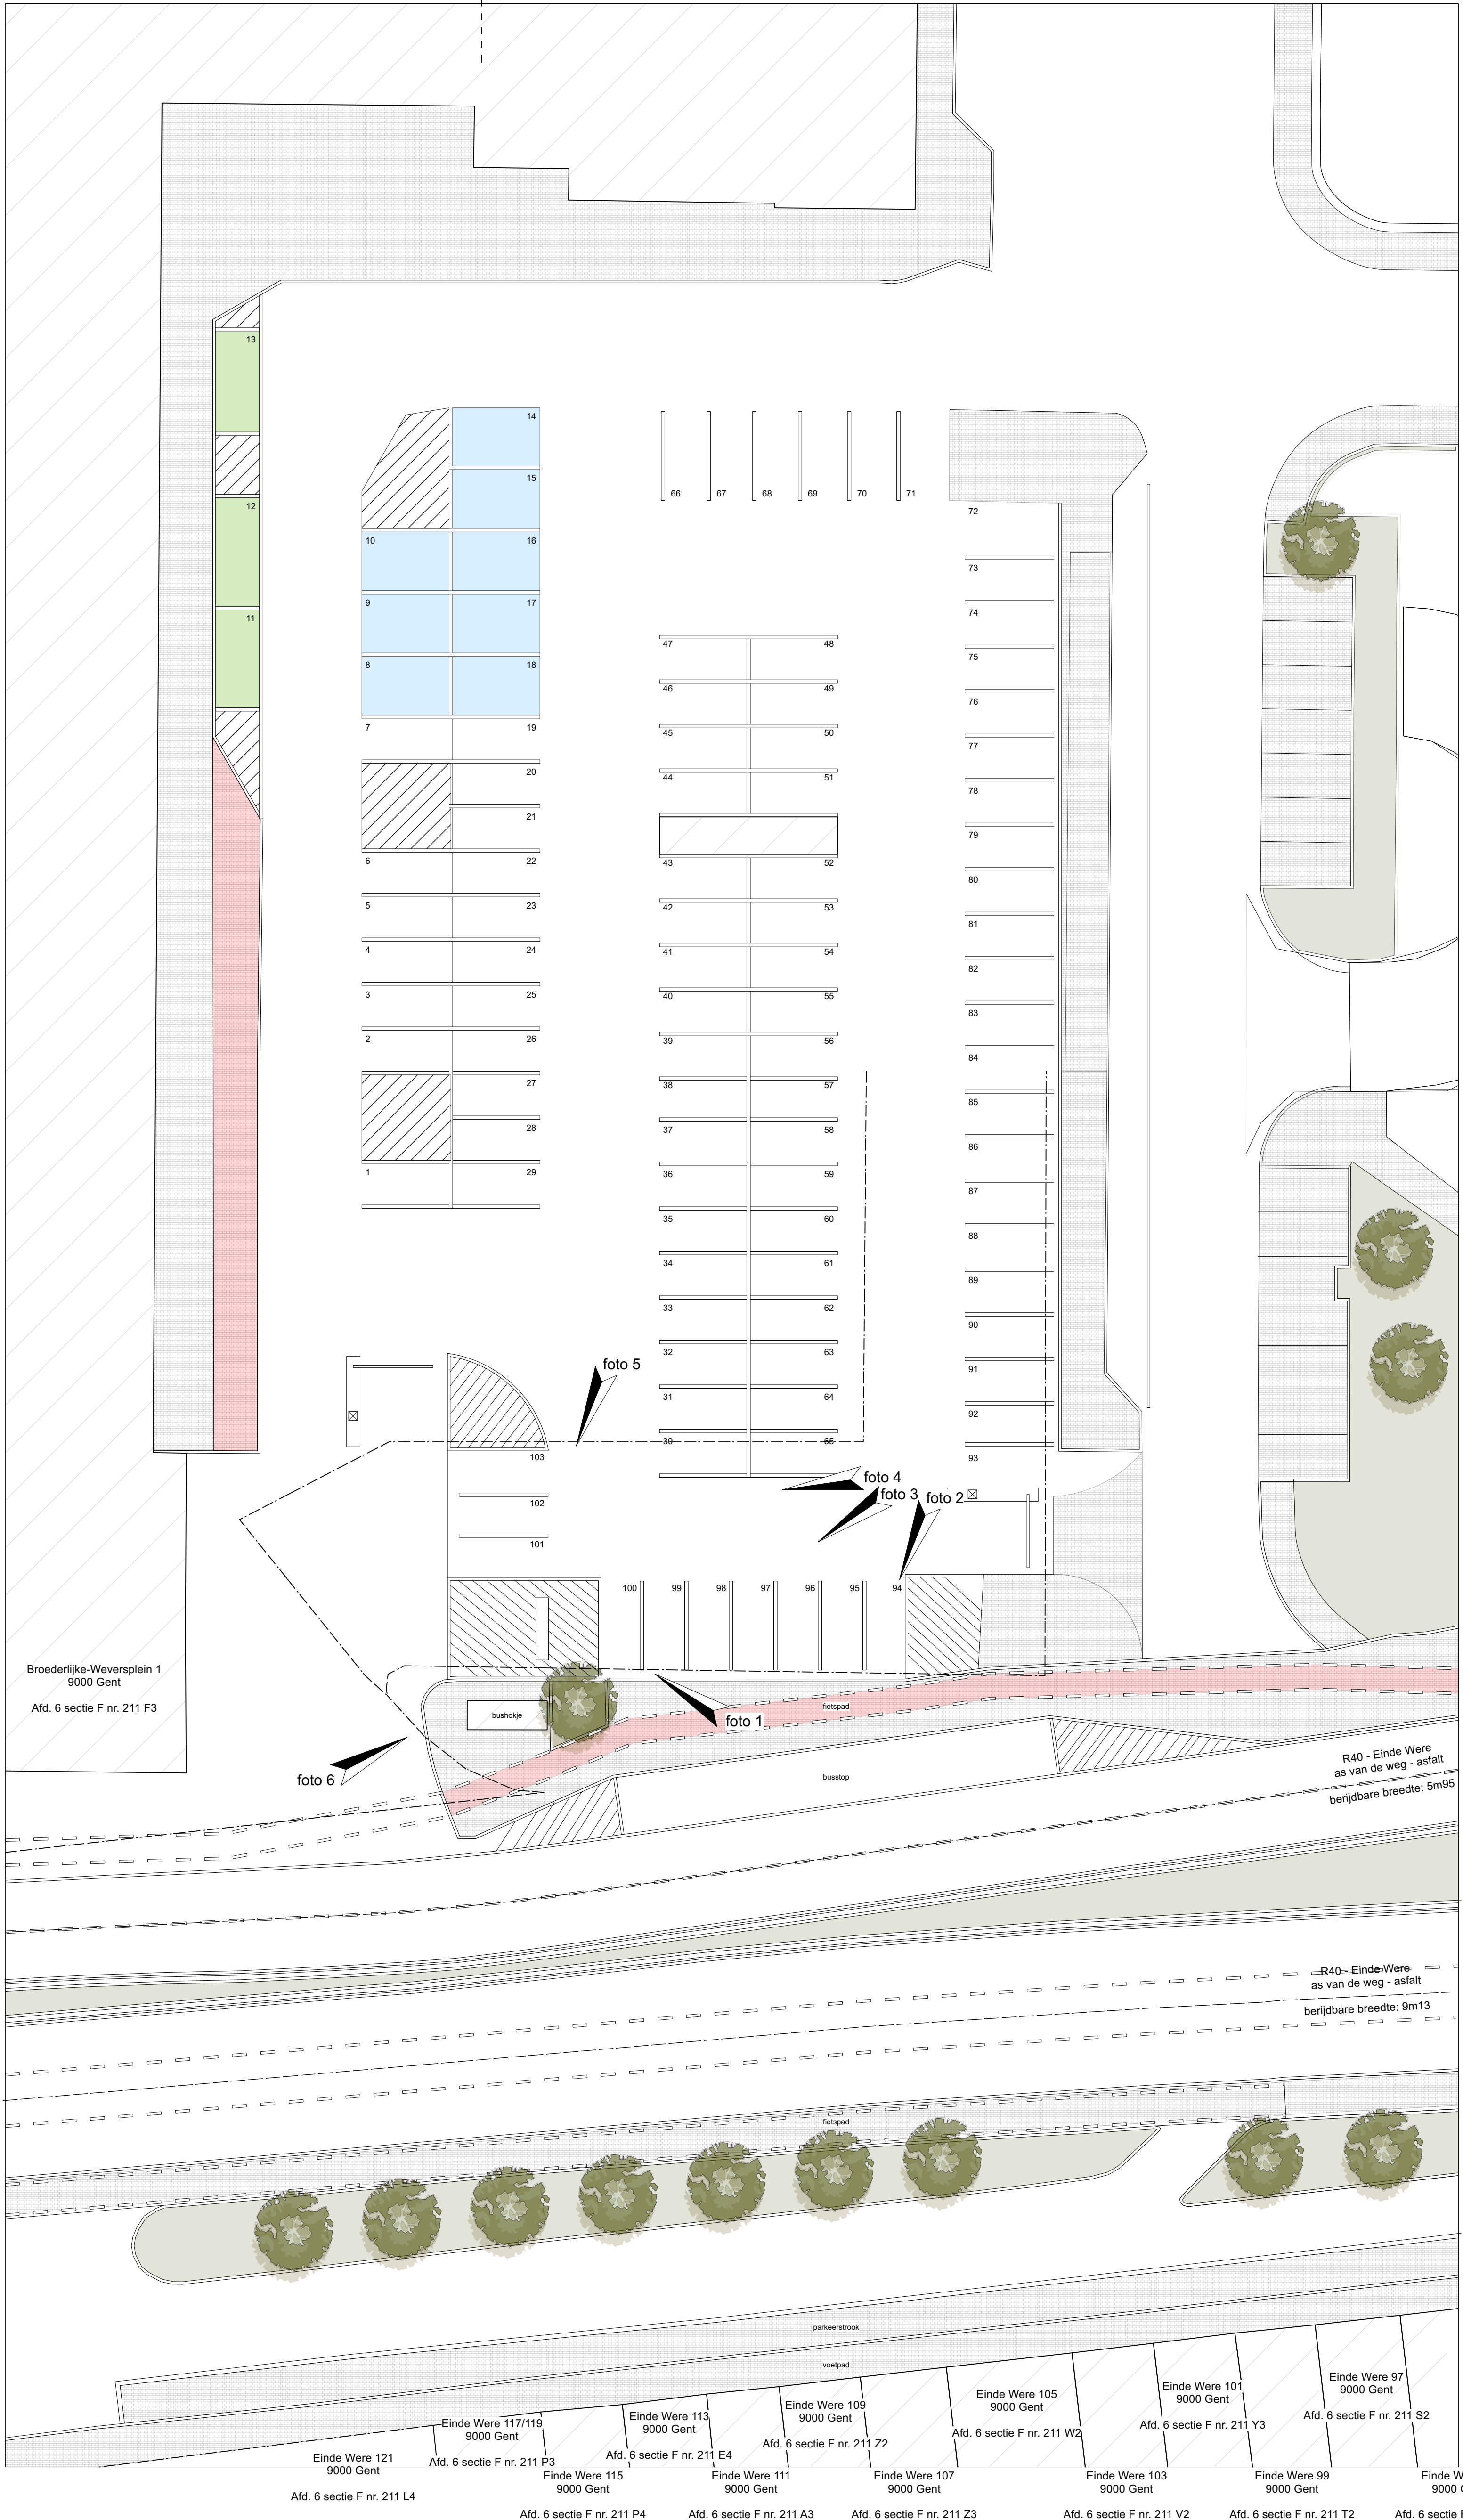 13
12
11
14
15
10
16
9
17
8
18
7
19
20
21
6
22
5
23
4
24
3
25
2
26
27
28
1
29
66
67
68
69
70
71
72
73
74
75
76
77
78
79
80
81
82
83
84
85
86
87
88
89
90
91
92
93
47
48
46
49
45
50
44
51
43
52
42
53
41
54
40
55
39
56
38
57
37
58
36
59
35
60
34
61
33
62
32
63
31
64
30
65
foto 5
foto 4
foto 3
foto 2
103
102
101
100
99
98
97
96
95
94
Broederlijke-Weversplein 1
9000 Gent
Afd. 6 sectie F nr. 211 F3
bushokje
fietspad
foto 1
foto 6
busstop
R40 - Einde Were
as van de weg - asfalt
berijdbare breedte: 5m95
R40 - Einde Were
as van de weg - asfalt
berijdbare breedte: 9m13
fietspad
parkeerstrook
voetpad
Einde Were 121
9000 Gent
Afd. 6 sectie F nr. 211 L4
Einde Were 117/119
9000 Gent
Afd. 6 sectie F nr. 211 P3
Einde Were 115
9000 Gent
Afd. 6 sectie F nr. 211 P4
Einde Were 113
9000 Gent
Afd. 6 sectie F nr. 211 E4
Einde Were 111
9000 Gent
Afd. 6 sectie F nr. 211 A3
Einde Were 109
9000 Gent
Afd. 6 sectie F nr. 211 Z2
Einde Were 107
9000 Gent
Afd. 6 sectie F nr. 211 Z3
Einde Were 105
9000 Gent
Afd. 6 sectie F nr. 211 W2
Einde Were 103
9000 Gent
Afd. 6 sectie F nr. 211 V2
Einde Were 101
9000 Gent
Afd. 6 sectie F nr. 211 Y3
Einde Were 99
9000 Gent
Afd. 6 sectie F nr. 211 T2
Einde Were 97
9000 Gent
Afd. 6 sectie F nr. 211 S2
Einde
9000
Afd. 6 sectie